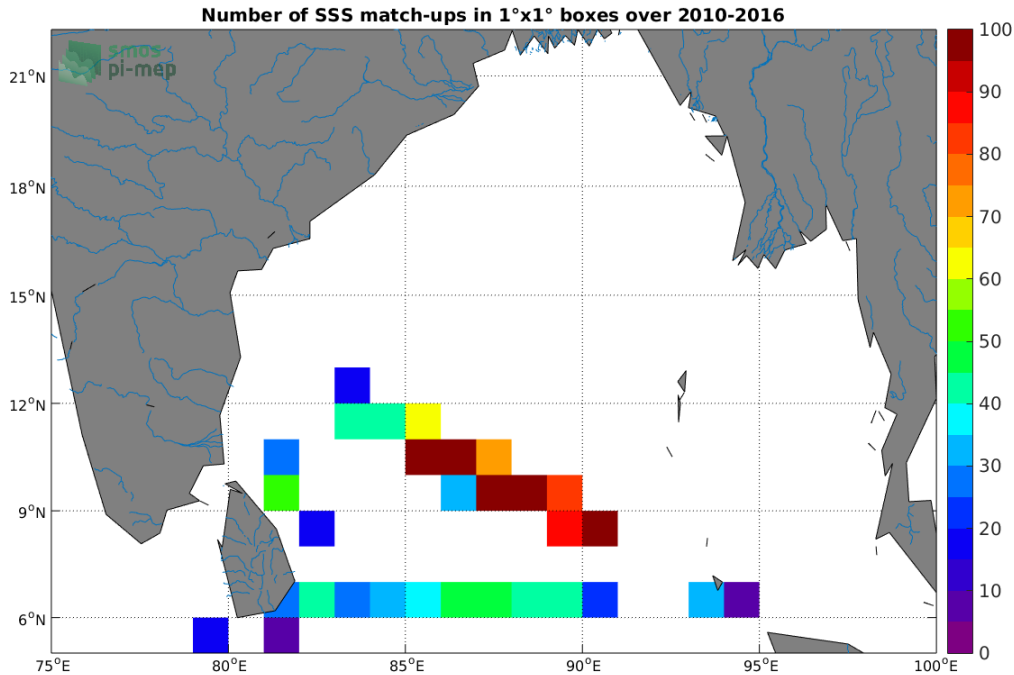 Number of SSS match-ups in 1°x1° boxes over 2010-2016
smos
pi-mep
21°N
18°N
15°N
12°N
9°N
6°N
75°E 80°E 85°E 90°E 95°E 100°E
100
90
80
70
60
50
40
30
20
10
0